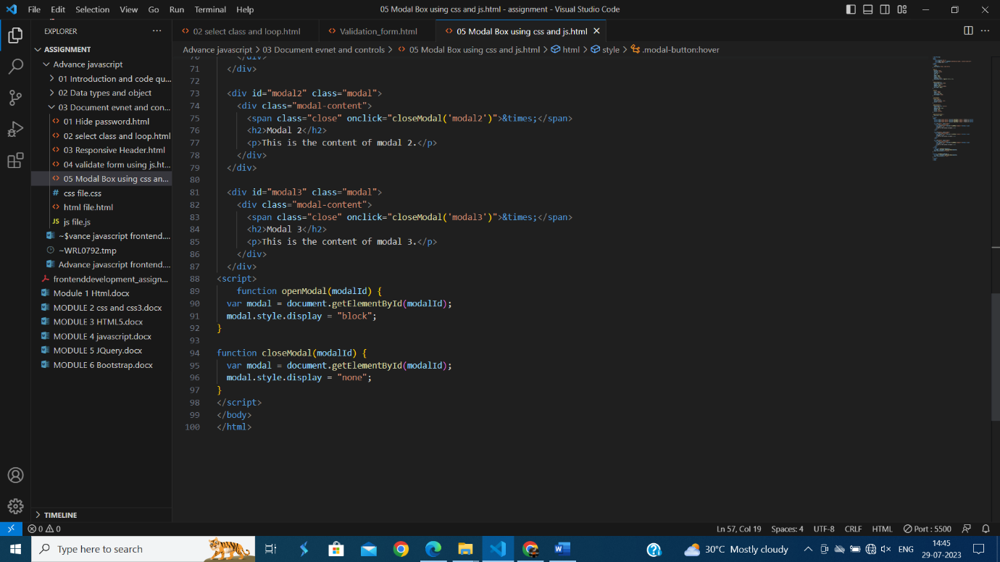 File Edit Selection View Go Run Terminal Help
05 Modal Box using css and js.html - assignment - Visual Studio Code
EXPLORER
ASSIGNMENT
Advance javascript
01 Introduction and code qu...
02 Data types and object
03 Document evnet and con...
01 Hide password.html
02 select class and loop.html
03 Responsive Header.html
04 validate form using js.ht...
05 Modal Box using css an...
# css file.css
html file.html
JS js file.js
~$vance javascript frontend....
~WRL0792.tmp
Advance javascript frontend....
frontenddevelopment_assign...
Module 1 Html.docx
MODULE 2 css and css3.docx
MODULE 3 HTML5.docx
MODULE 4 javascript.docx
MODULE 5 JQuery.docx
MODULE 6 Bootstrap.docx
TIMELINE
02 select class and loop.html
Validation_form.html
05 Modal Box using css and js.html
Advance javascript > 03 Document evnet and controls > 05 Modal Box using css and js.html > html > style > .modal-button:hover
70 </div>
71 </div>
72
73 <div id="modal2" class="modal">
74 <div class="modal-content">
75 <span class="close" onclick="closeModal('modal2')">&times;</span>
76 <h2>Modal 2</h2>
77 <p>This is the content of modal 2.</p>
78 </div>
79 </div>
80
81 <div id="modal3" class="modal">
82 <div class="modal-content">
83 <span class="close" onclick="closeModal('modal3')">&times;</span>
84 <h2>Modal 3</h2>
85 <p>This is the content of modal 3.</p>
86 </div>
87 </div>
88 <script>
89 function openModal(modalId) {
90 var modal = document.getElementById(modalId);
91 modal.style.display = "block";
92 }
93
94 function closeModal(modalId) {
95 var modal = document.getElementById(modalId);
96 modal.style.display = "none";
97 }
98 </script>
99 </body>
100 </html>
0 0
Ln 57, Col 19 Spaces: 4 UTF-8 CRLF HTML Port : 5500
Type here to search
30°C Mostly cloudy
ENG
14:45
29-07-2023